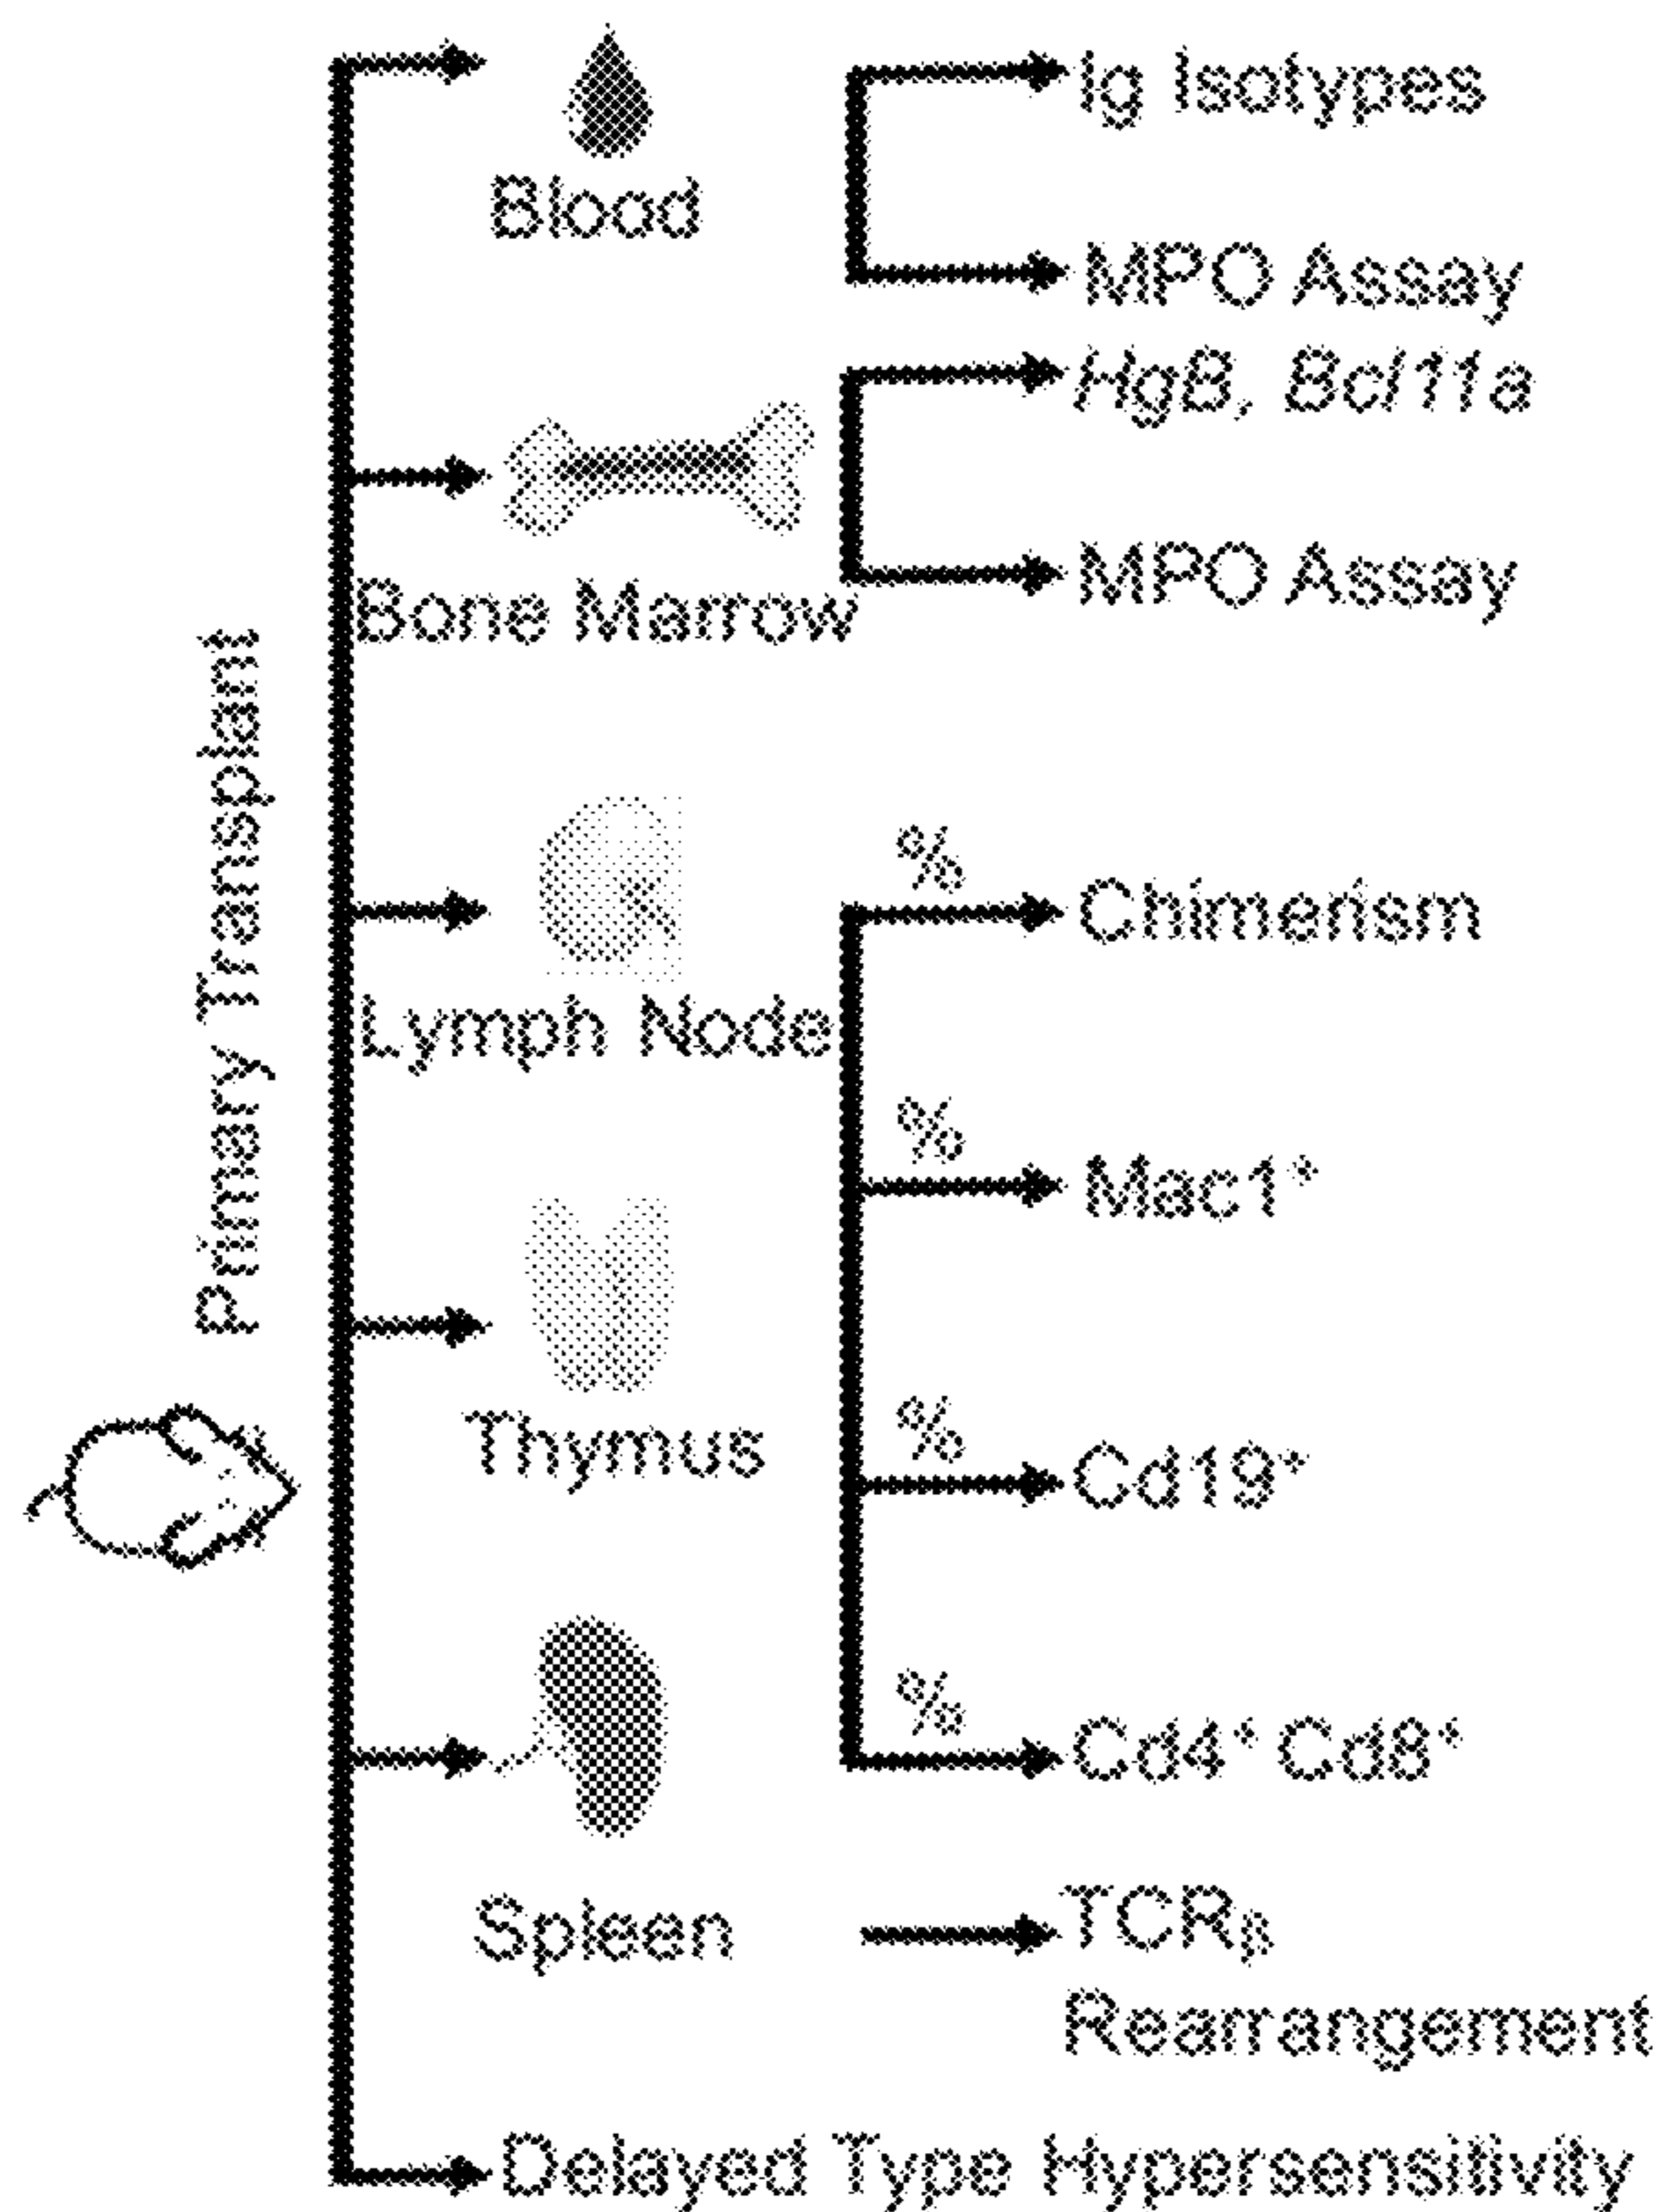 Primary Transplant
Blood
Ig Isotypes
MPO Assay
Bone Marrow
HgB, Bcl11a
MPO Assay
Lymph Node
% Chimerism
% Mac1⁺
Thymus
% Cd19⁺
% Cd4⁺ Cd8⁺
Spleen
TCRβ
Rearrangement
Delayed Type Hypersensitivity